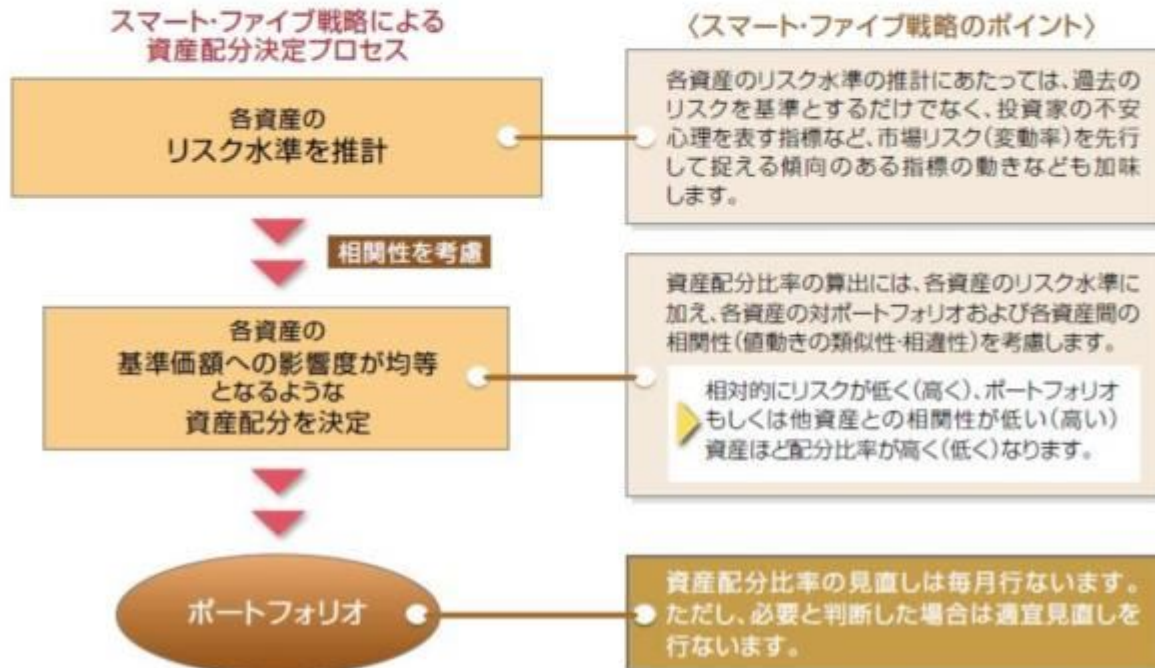 スマート・ファイブ戦略による
資産配分決定プロセス
〈スマート・ファイブ戦略のポイント〉
各資産の
リスク水準を推計
各資産のリスク水準の推計にあたっては、過去の
リスクを基準とするだけでなく、投資家の不安
心理を表す指標など、市場リスク(変動率)を先行
して捉える傾向のある指標の動きなども加味
します。
相関性を考慮
各資産の
基準価額への影響度が均等
となるような
資産配分を決定
資産配分比率の算出には、各資産のリスク水準に
加え、各資産の対ポートフォリオおよび各資産間の
相関性(値動きの類似性・相違性)を考慮します。
相対的にリスクが低く(高く)、ポートフォリオ
もしくは他資産との相関性が低い(高い)
資産ほど配分比率が高く(低く)なります。
ポートフォリオ
資産配分比率の見直しは毎月行ないます。
ただし、必要と判断した場合は適宜見直しを
行ないます。